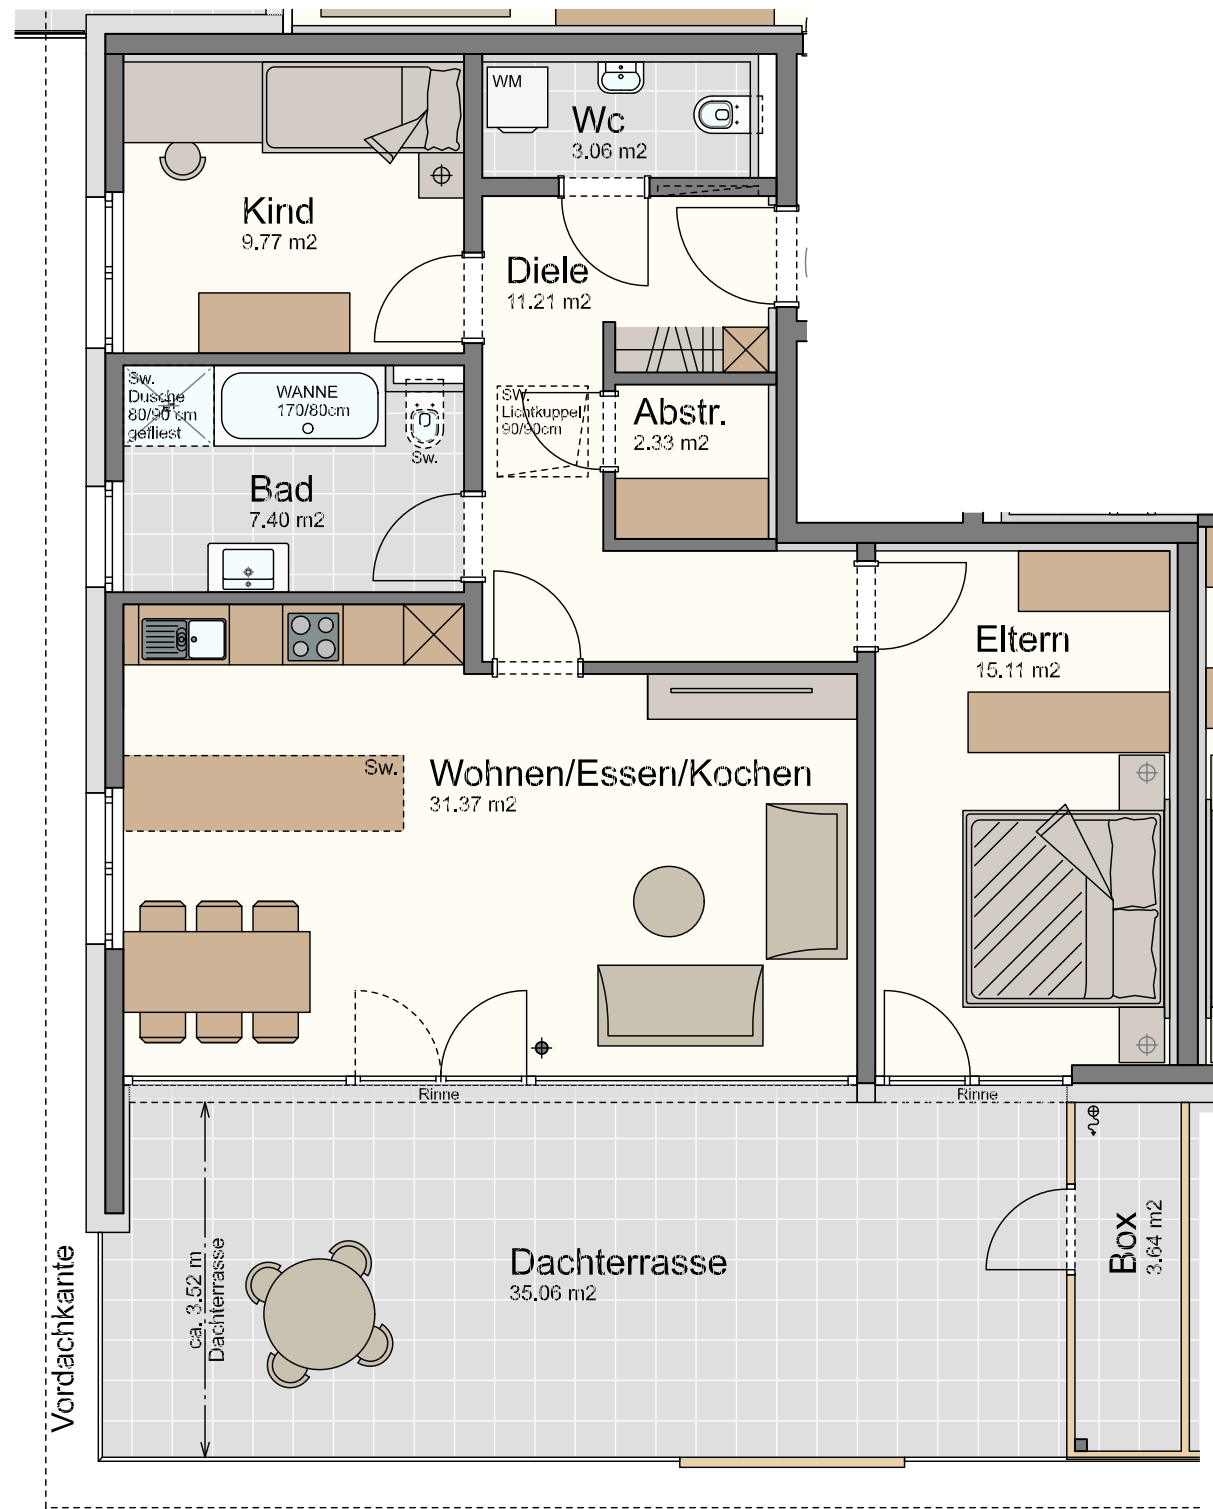 WM
Wc
3.06 m2
Kind
9.77 m2
Diele
11.21 m2
Sw.
Dusche
80/90 cm
gefliest
WANNE
170/80cm
Sw.
SW.
Lichtkuppel
90/90cm
Abstr.
2.33 m2
Bad
7.40 m2
Eltern
15.11 m2
Sw.
Wohnen/Essen/Kochen
31.37 m2
Rinne
Rinne
Vordachkante
ca. 3.52 m
Dachterrasse
Dachterrasse
35.06 m2
Box
3.64 m2